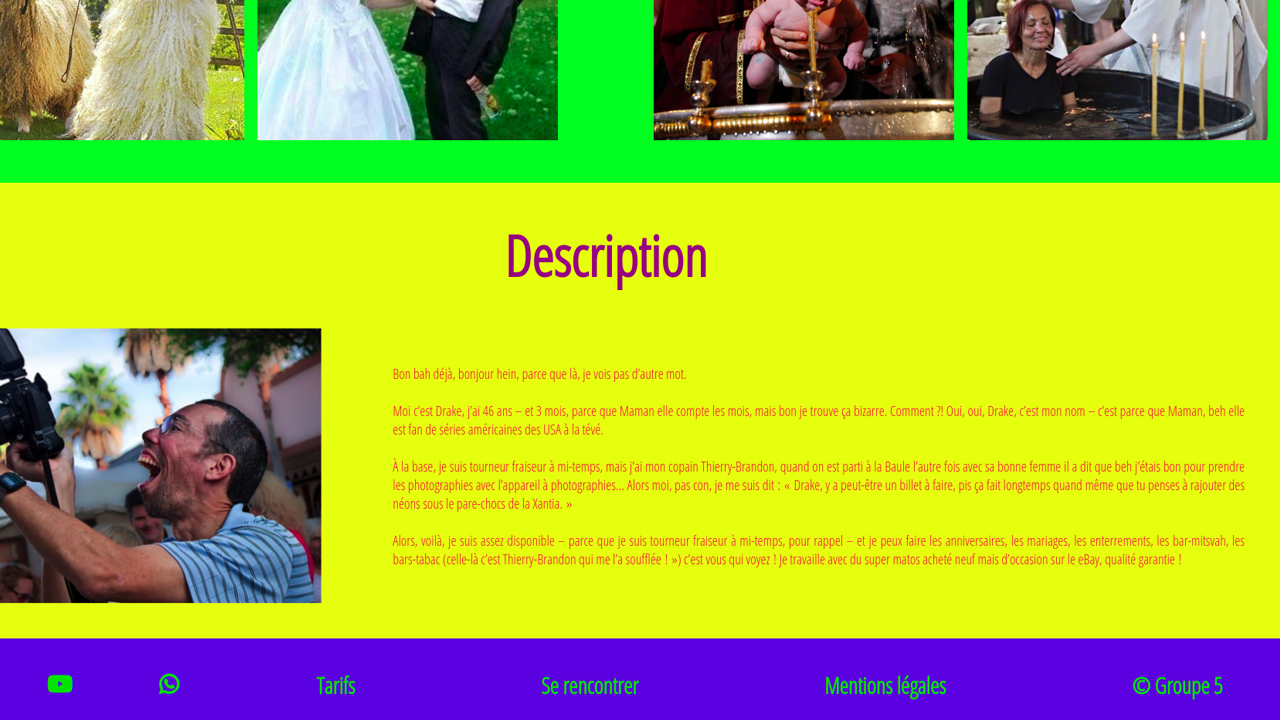 Description
Bon bah déjà, bonjour hein, parce que là, je vois pas d’autre mot.
Moi c’est Drake, j’ai 46 ans – et 3 mois, parce que Maman elle compte les mois, mais bon je trouve ça bizarre. Comment ?! Oui, oui, Drake, c’est mon nom – c’est parce que Maman, beh elle
est fan de séries américaines des USA à la tévé.
À la base, je suis tourneur fraiseur à mi-temps, mais j’ai mon copain Thierry-Brandon, quand on est parti à la Baule l’autre fois avec sa bonne femme il a dit que beh j’étais bon pour prendre
les photographies avec l’appareil à photographies... Alors moi, pas con, je me suis dit : « Drake, y a peut-être un billet à faire, pis ça fait longtemps quand même que tu penses à rajouter des
néons sous le pare-chocs de la Xantia. »
Alors, voilà, je suis assez disponible – parce que je suis tourneur fraiseur à mi-temps, pour rappel – et je peux faire les anniversaires, les mariages, les enterrements, les bar-mitsvah, les
bars-tabac (celle-là c’est Thierry-Brandon qui me l’a soufflée ! ») c’est vous qui voyez ! Je travaille avec du super matos acheté neuf mais d’occasion sur le eBay, qualité garantie !
Tarifs
Se rencontrer
Mentions légales
© Groupe 5